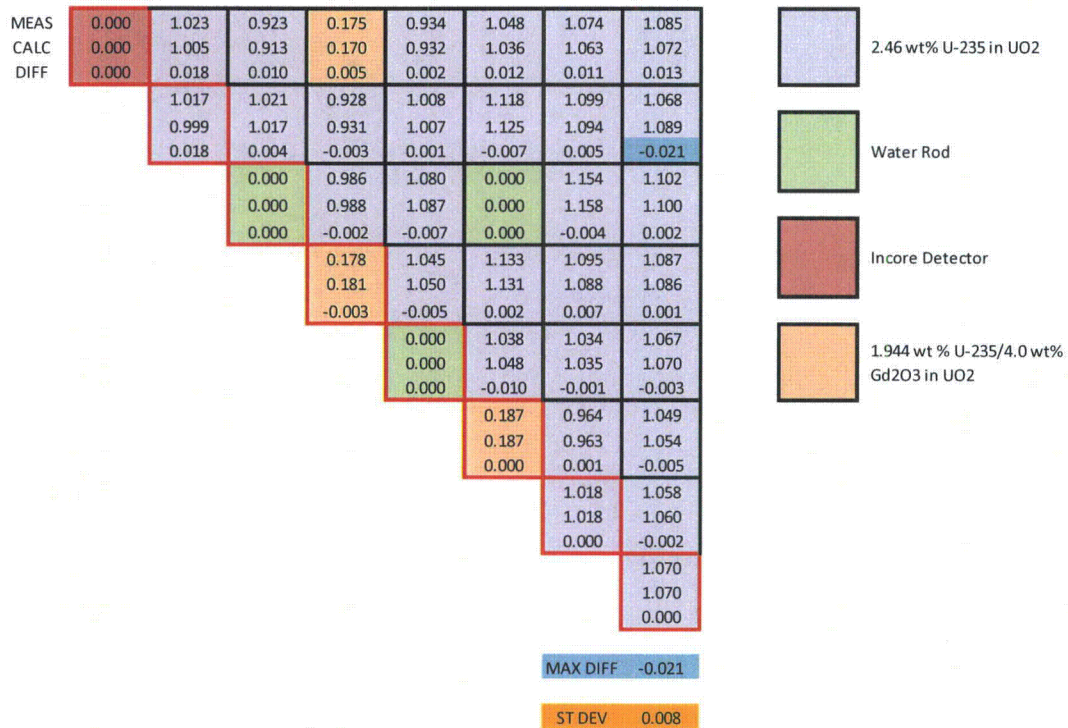 MEAS 0.000 1.023 0.923 0.175 0.934 1.048 1.074 1.085
CALC 0.000 1.005 0.913 0.170 0.932 1.036 1.063 1.072
DIFF 0.000 0.018 0.010 0.005 0.002 0.012 0.011 0.013
1.017 1.021 0.928 1.008 1.118 1.099 1.068
0.999 1.017 0.931 1.007 1.125 1.094 1.089
0.018 0.004 -0.003 0.001 -0.007 0.005 -0.021
0.000 0.986 1.080 0.000 1.154 1.102
0.000 0.988 1.087 0.000 1.158 1.100
0.000 -0.002 -0.007 0.000 -0.004 0.002
0.178 1.045 1.133 1.095 1.087
0.181 1.050 1.131 1.088 1.086
-0.003 -0.005 0.002 0.007 0.001
0.000 1.038 1.034 1.067
0.000 1.048 1.035 1.070
0.000 -0.010 -0.001 -0.003
0.187 0.964 1.049
0.187 0.963 1.054
0.000 0.001 -0.005
1.018 1.058
1.018 1.060
0.000 -0.002
1.070
1.070
0.000
MAX DIFF -0.021
ST DEV 0.008
2.46 wt% U-235 in UO2
Water Rod
Incore Detector
1.944 wt % U-235/4.0 wt%
Gd2O3 in UO2